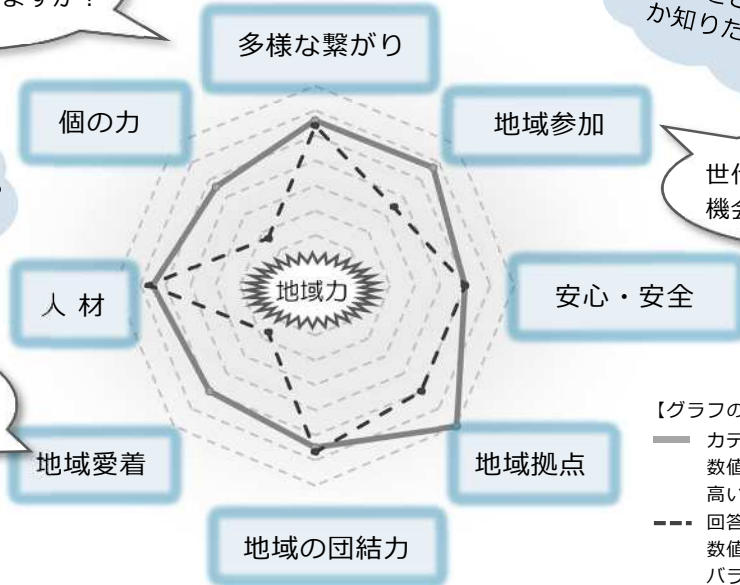 ますか？
か知りた
多様な繋がり
個の力
地域参加
世代
機会
人 材
地域力
安心・安全
地域愛着
地域拠点
地域の団結力
【グラフの
カテ
数値
高い
回答
数値
バラ